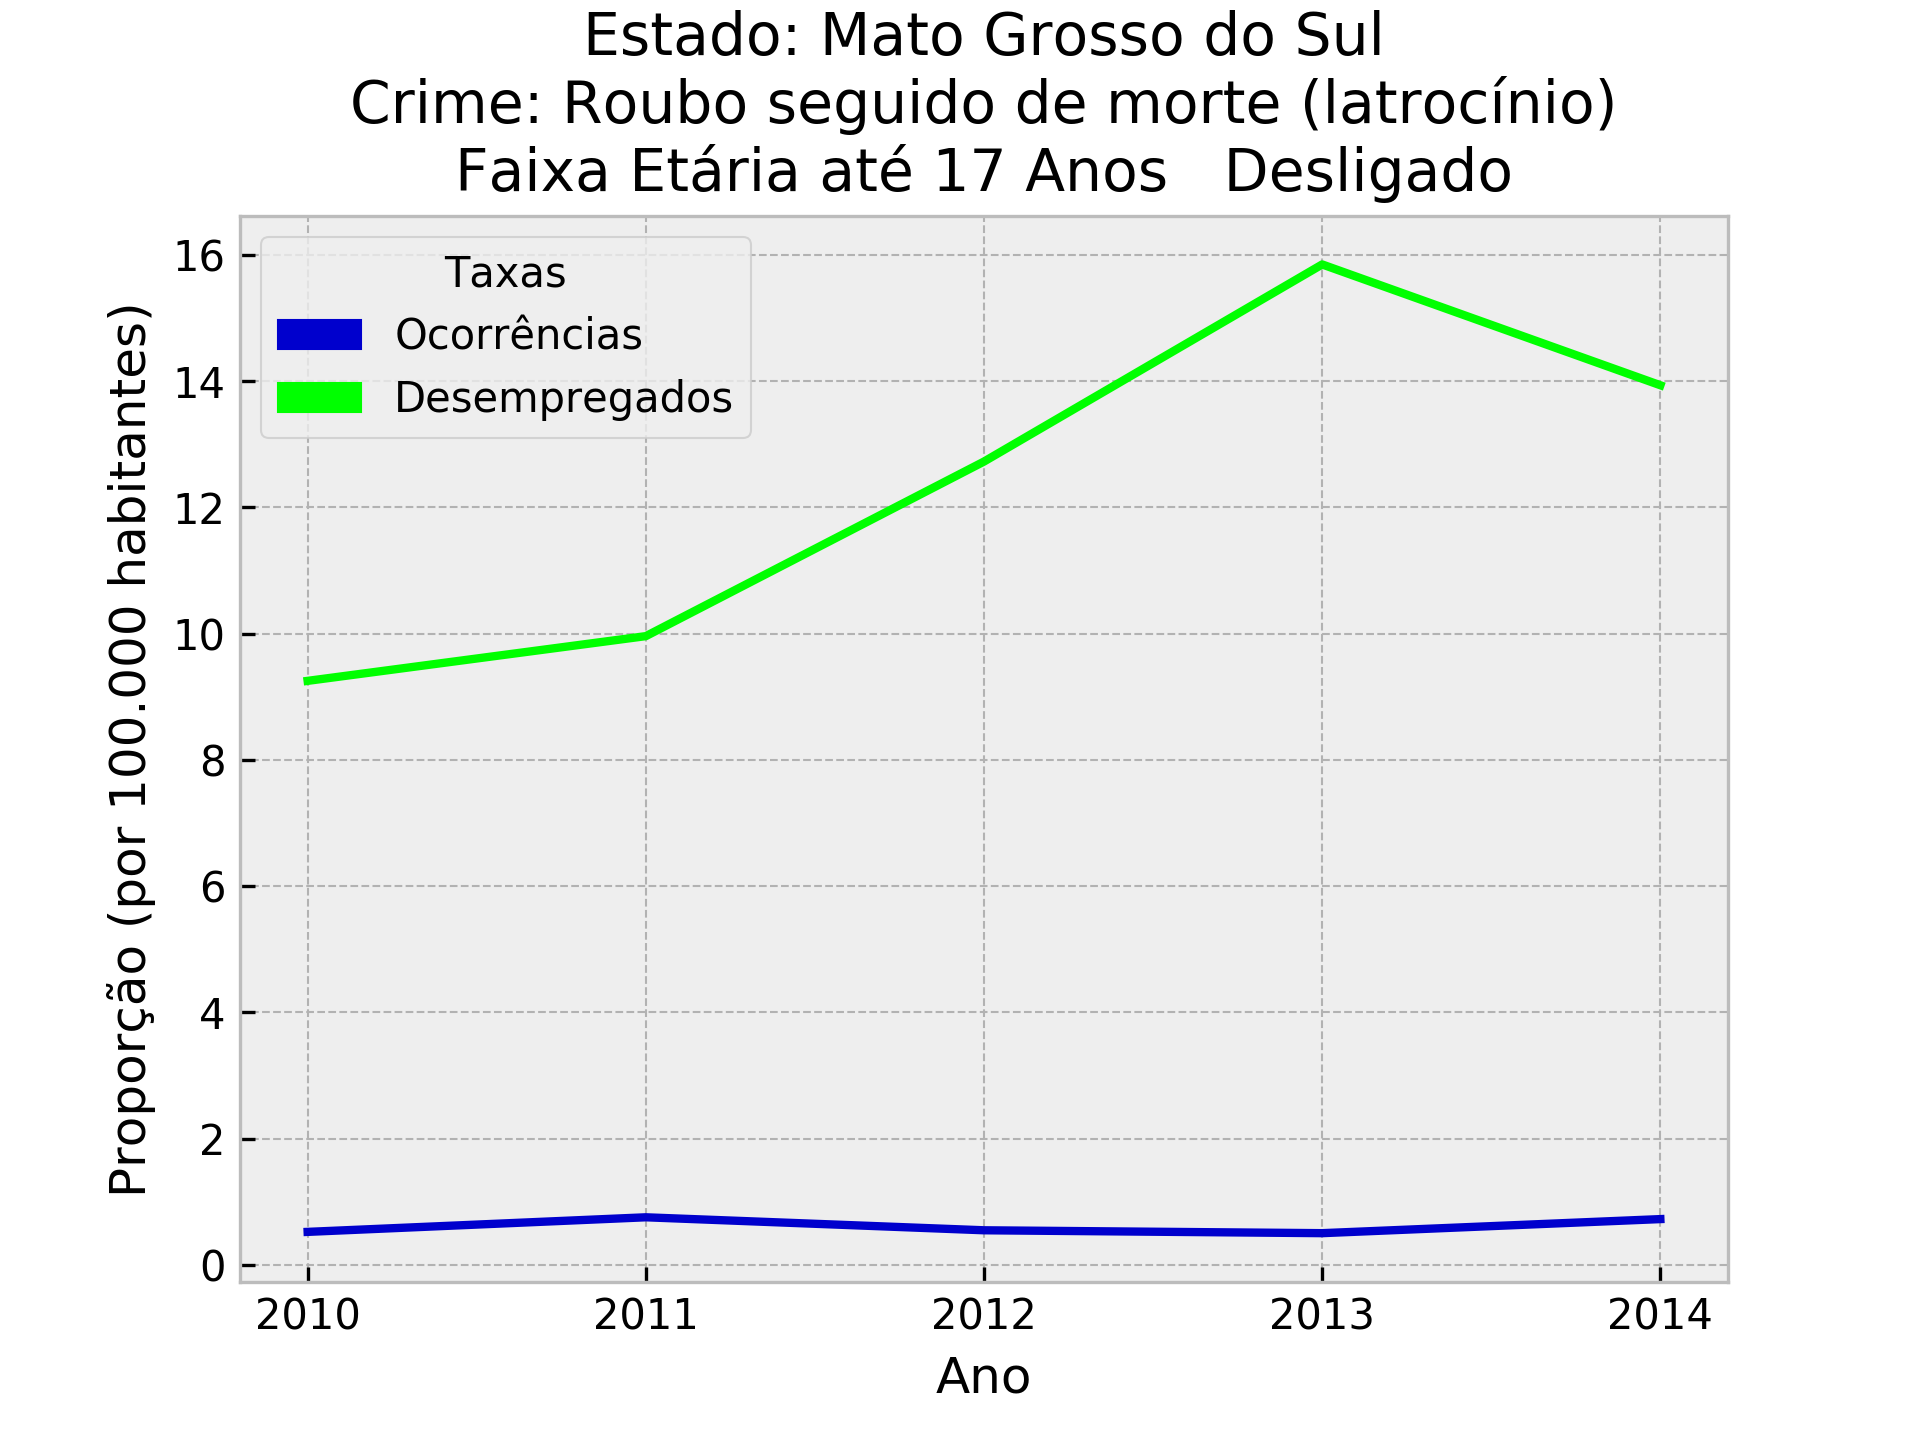 Estado: Mato Grosso do Sul
Crime: Roubo seguido de morte (latrocínio)
Faixa Etária até 17 Anos   Desligado
Proporção (por 100.000 habitantes)
16
14
12
10
8
6
4
2
0
Taxas
Ocorrências
Desempregados
2010 2011 2012 2013 2014
Ano